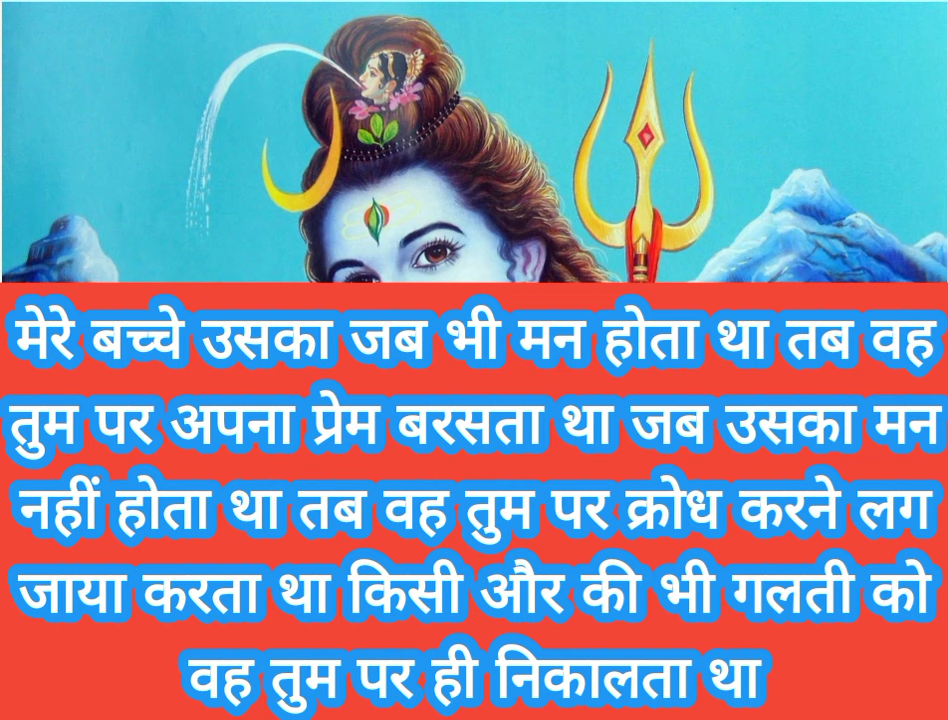 मेरे बच्चे उसका जब भी मन होता था तब वह
तुम पर अपना प्रेम बरसता था जब उसका मन
नहीं होता था तब वह तुम पर क्रोध करने लग
जाया करता था किसी और की भी गलती को
वह तुम पर ही निकालता था